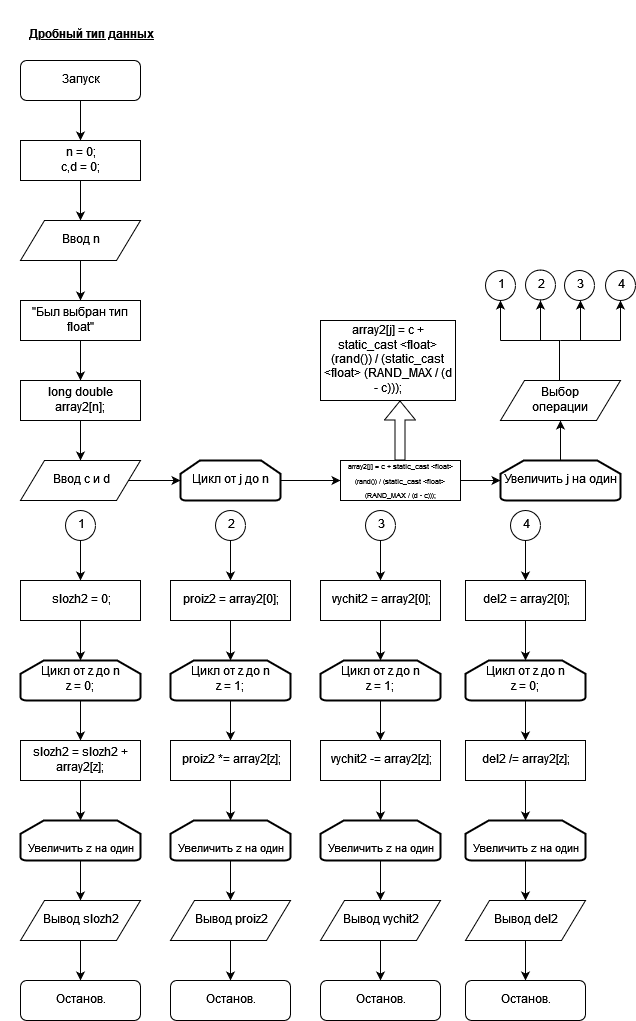 Дробный тип данных
Запуск
n = 0;
c,d = 0;
Ввод n
"Был выбран тип
float"
long double
array2[n];
Ввод c и d
Цикл от j до n
array2[j] = c +
static_cast <float>
(rand()) / (static_cast
<float> (RAND_MAX / (d
- c)));
array2[j] = c + static_cast <float>
(rand()) / (static_cast <float>
(RAND_MAX / (d - c)));
Увеличить j на один
Выбор
операции
1
2
3
4
1
slozh2 = 0;
Цикл от z до n
z = 0;
slozh2 = slozh2 +
array2[z];
Увеличить z на один
Вывод slozh2
Останов.
2
proiz2 = array2[0];
Цикл от z до n
z = 1;
proiz2 *= array2[z];
Увеличить z на один
Вывод proiz2
Останов.
3
vychit2 = array2[0];
Цикл от z до n
z = 1;
vychit2 -= array2[z];
Увеличить z на один
Вывод vychit2
Останов.
4
del2 = array2[0];
Цикл от z до n
z = 0;
del2 /= array2[z];
Увеличить z на один
Вывод del2
Останов.